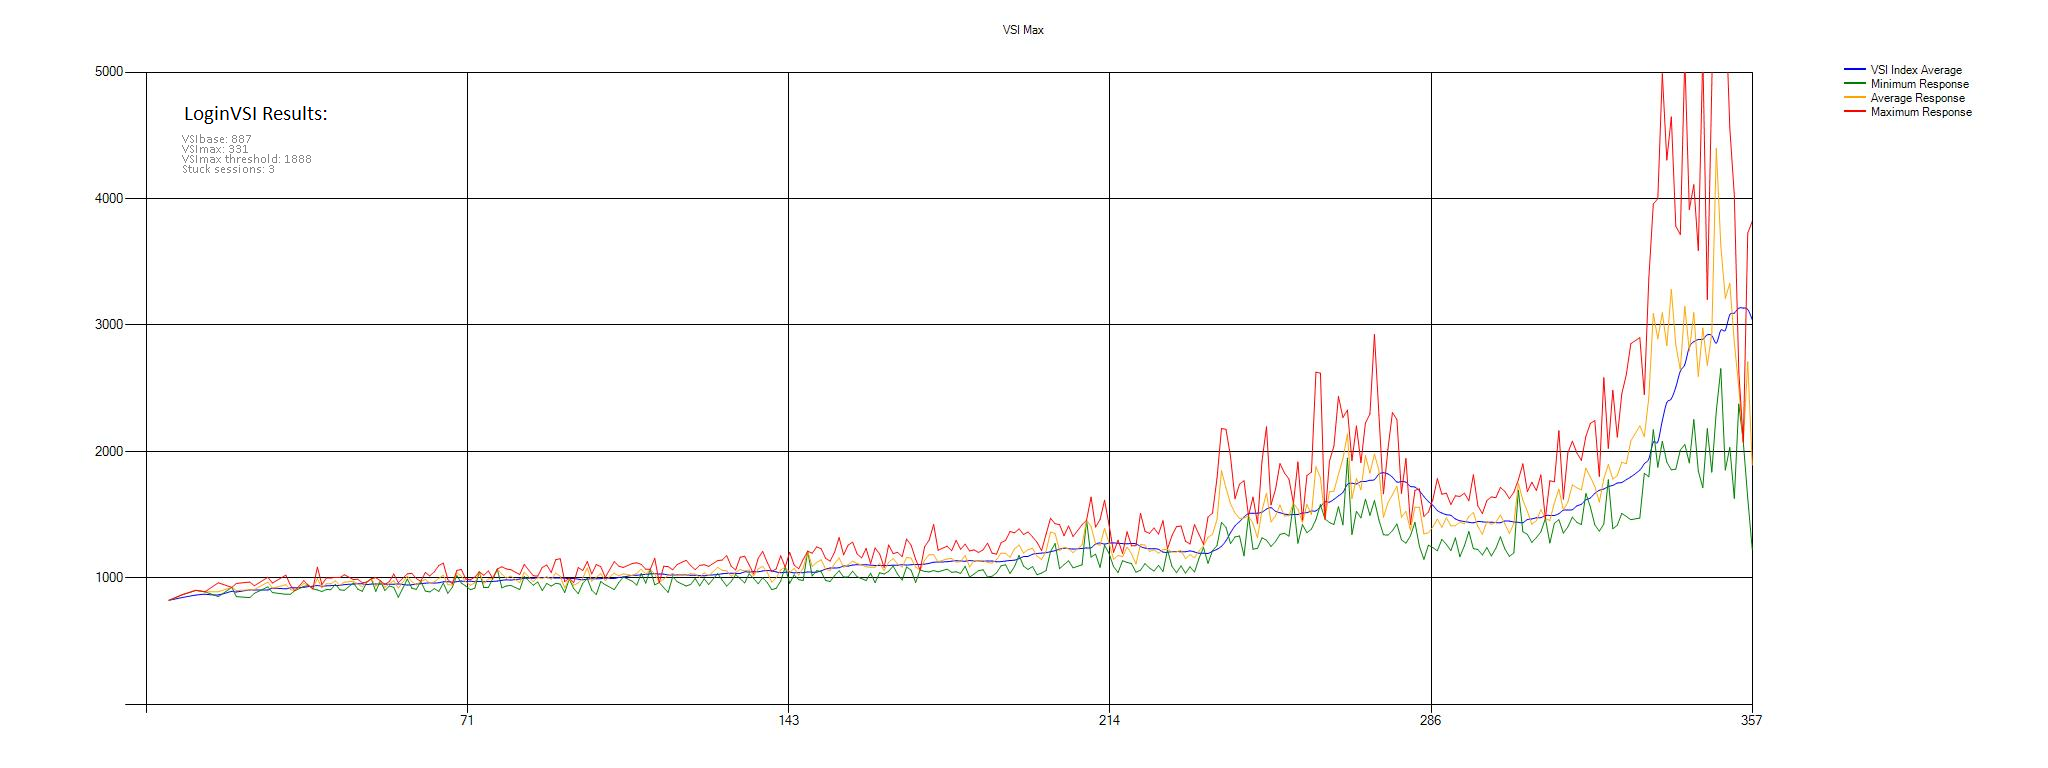 VSI Max
5000
4000
3000
2000
1000
LoginVSI Results:
VSIbase: 887
VSImax: 331
VSImax threshold: 1888
Stuck sessions: 3
VSI Index Average
Minimum Response
Average Response
Maximum Response
71
143
214
286
357